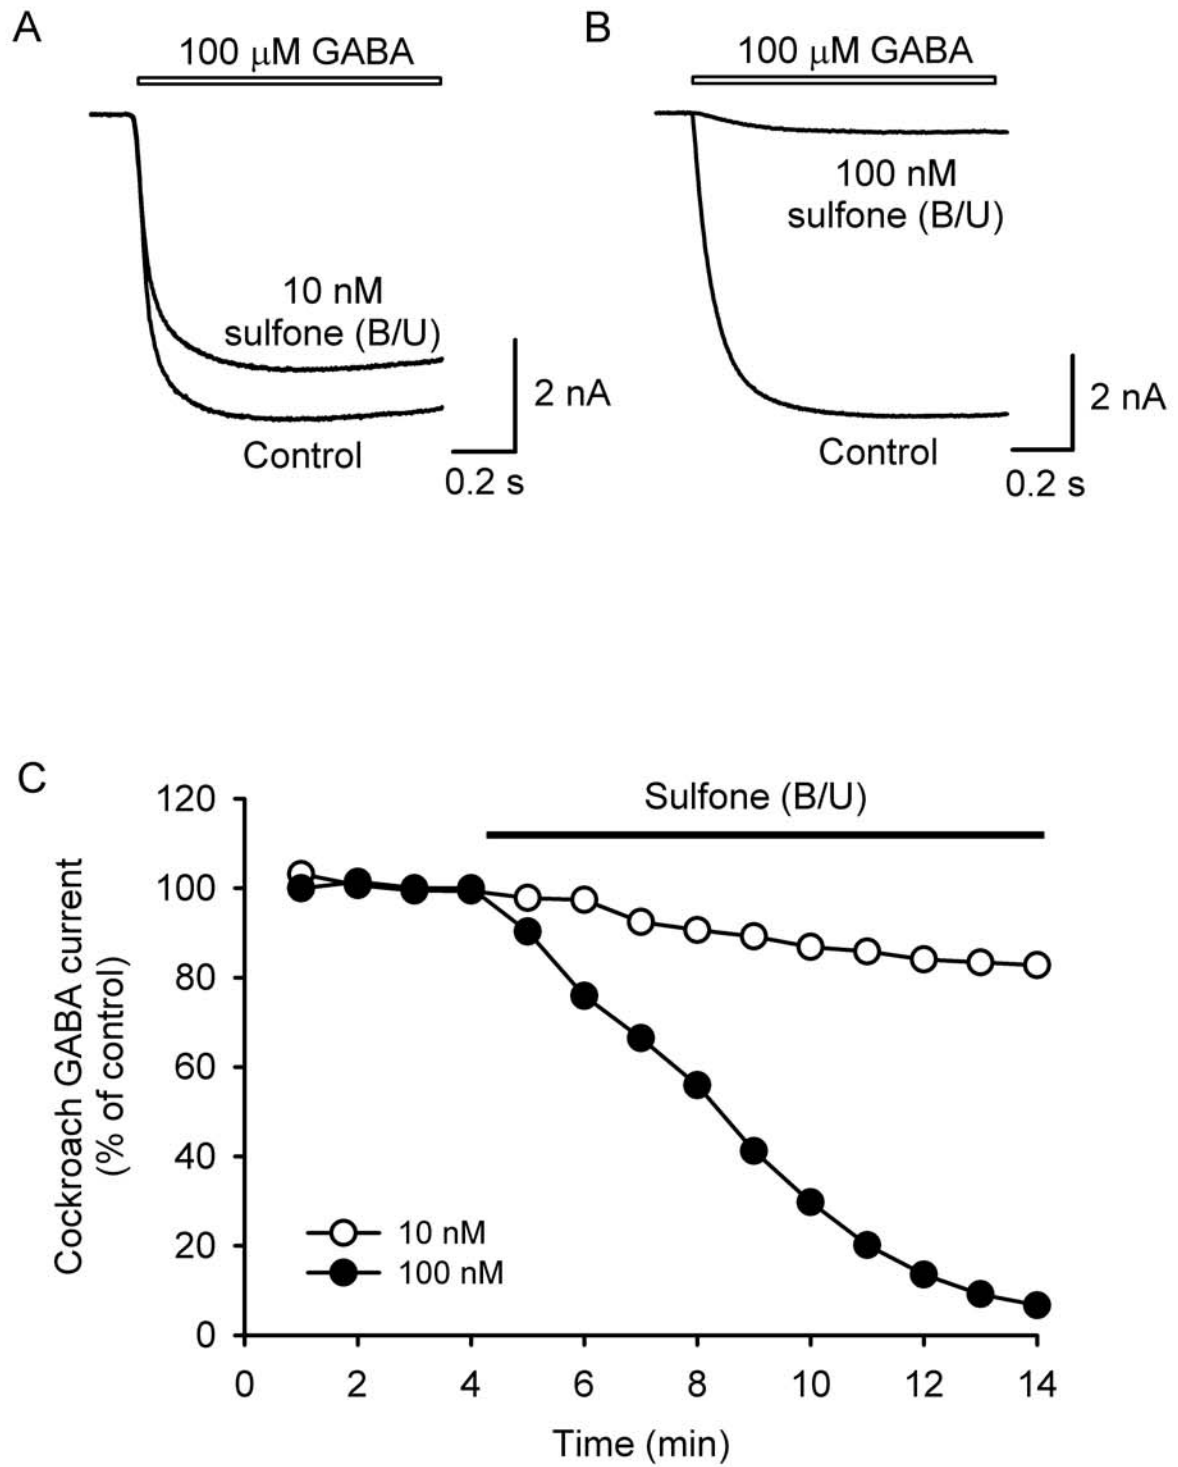 A
100 μM GABA
10 nM
sulfone (B/U)
Control
2 nA
0.2 s
B
100 μM GABA
100 nM
sulfone (B/U)
Control
2 nA
0.2 s
C
Sulfone (B/U)
Cockroach GABA current
(% of control)
120
100
80
60
40
20
0
10 nM
100 nM
0 2 4 6 8 10 12 14
Time (min)